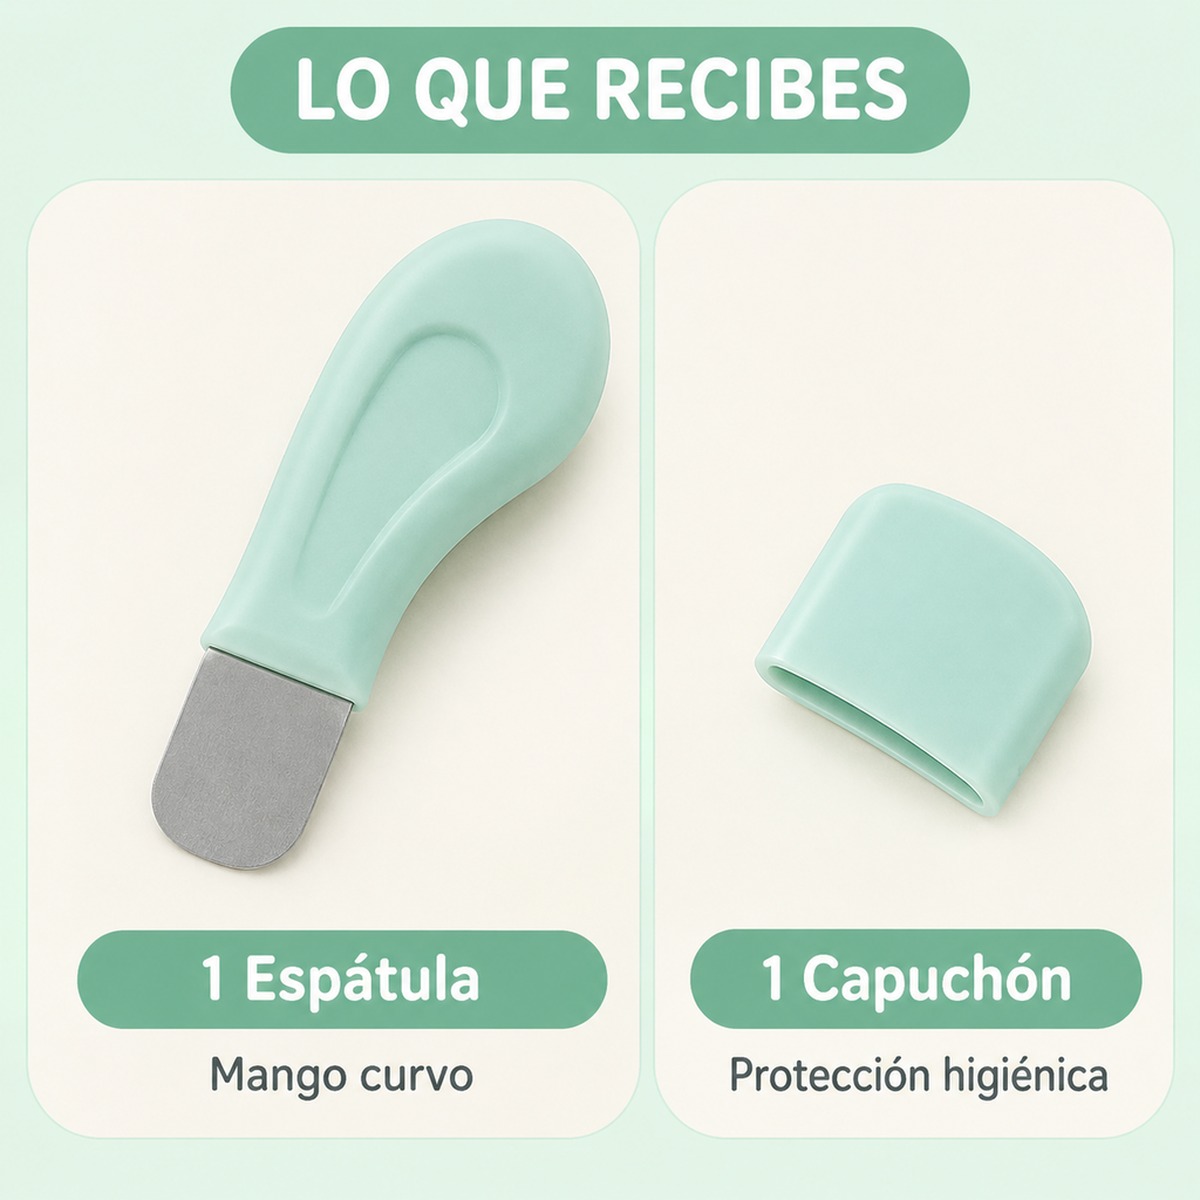 LO QUE RECIBES
1 Espátula
Mango curvo
1 Capuchón
Protección higiénica